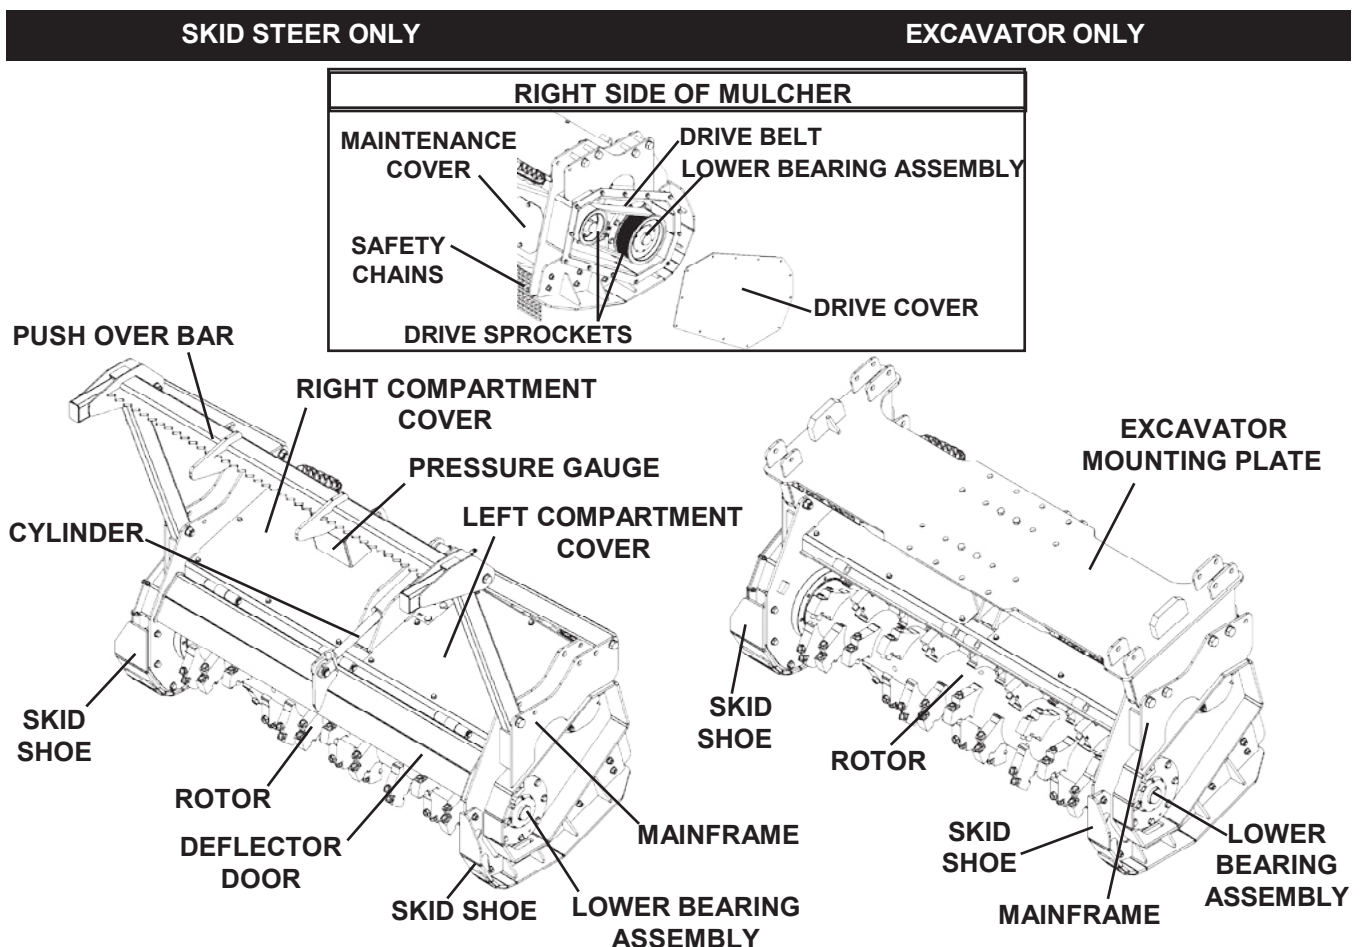 SKID STEER ONLY
EXCAVATOR ONLY
RIGHT SIDE OF MULCHER
MAINTENANCE
COVER
DRIVE BELT
LOWER BEARING ASSEMBLY
SAFETY
CHAINS
DRIVE COVER
DRIVE SPROCKETS
PUSH OVER BAR
RIGHT COMPARTMENT
COVER
PRESSURE GAUGE
CYLINDER
LEFT COMPARTMENT
COVER
SKID
SHOE
ROTOR
DEFLECTOR
DOOR
SKID SHOE
MAINFRAME
LOWER BEARING
ASSEMBLY
EXCAVATOR
MOUNTING PLATE
SKID
SHOE
ROTOR
SKID
SHOE
MAINFRAME
LOWER
BEARING
ASSEMBLY